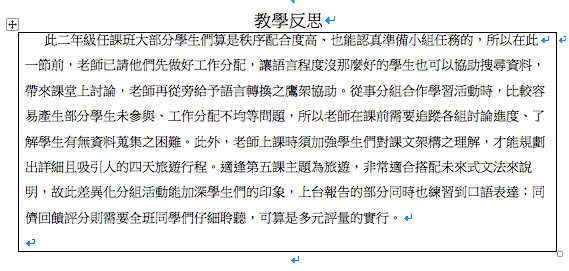 教學反思
此二年級任課班大部分學生們算是秩序配合度高、也能認真準備小組任務的，所以在此
一節前，老師已請他們先做好工作分配，讓語言程度沒那麼好的學生也可以協助搜尋資料，
帶來課堂上討論，老師再從旁給予語言轉換之鷹架協助。從事分組合作學習活動時，比較容
易產生部分學生未參與、工作分配不均等問題，所以老師在課前需要追蹤各組討論進度、了
解學生有無資料蒐集之困難。此外，老師上課時須加強學生們對課文架構之理解，才能規劃
出詳細且吸引人的四天旅遊行程。適逢第五課主題為旅遊，非常適合搭配未來式文法來說
明，故此差異化分組活動能加深學生們的印象，上台報告的部分同時也練習到口語表達；同
儕回饋評分則需要全班同學們仔細聆聽，可算是多元評量的實行。